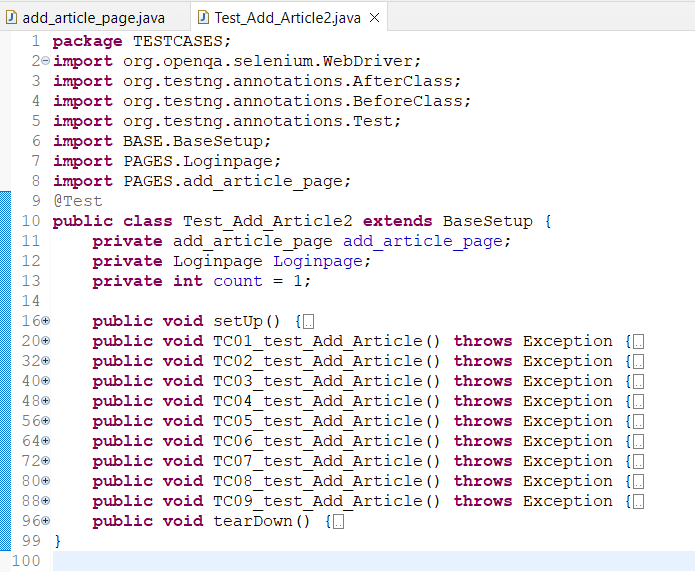 add_article_page.java Test_Add_Article2.java
1 package TESTCASES;
2 import org.openqa.selenium.WebDriver;
3 import org.testng.annotations.AfterClass;
4 import org.testng.annotations.BeforeClass;
5 import org.testng.annotations.Test;
6 import BASE.BaseSetup;
7 import PAGES.Loginpage;
8 import PAGES.add_article_page;
9 @Test
10 public class Test_Add_Article2 extends BaseSetup {
11 private add_article_page add_article_page;
12 private Loginpage Loginpage;
13 private int count = 1;
14
16 public void setUp() {
20 public void TC01_test_Add_Article() throws Exception {
32 public void TC02_test_Add_Article() throws Exception {
40 public void TC03_test_Add_Article() throws Exception {
48 public void TC04_test_Add_Article() throws Exception {
56 public void TC05_test_Add_Article() throws Exception {
64 public void TC06_test_Add_Article() throws Exception {
72 public void TC07_test_Add_Article() throws Exception {
80 public void TC08_test_Add_Article() throws Exception {
88 public void TC09_test_Add_Article() throws Exception {
96 public void tearDown() {
99 }
100